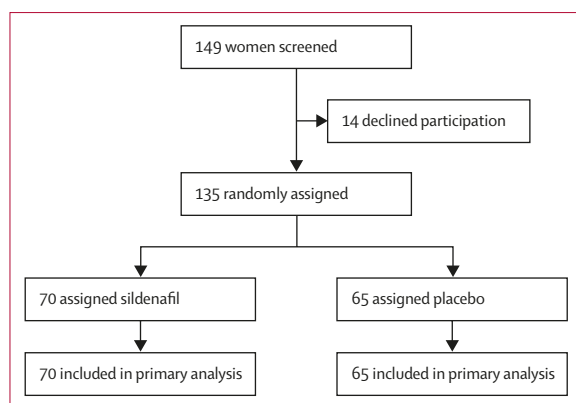 149 women screened
14 declined participation
135 randomly assigned
70 assigned sildenafil
65 assigned placebo
70 included in primary analysis
65 included in primary analysis